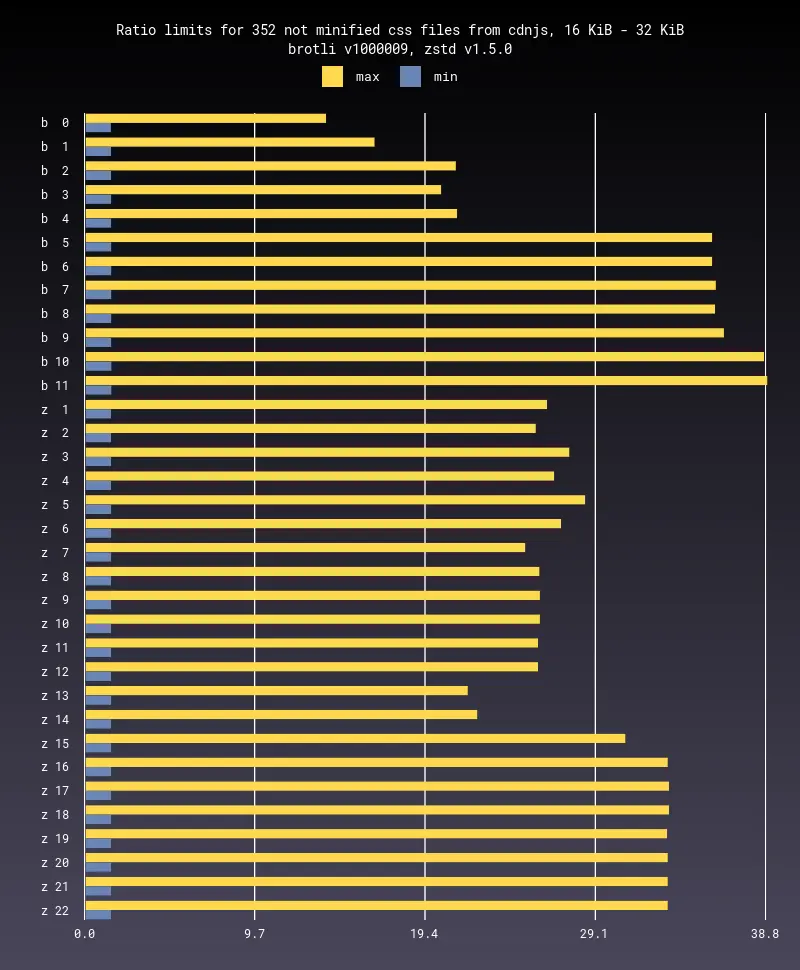 Ratio limits for 352 not minified css files from cdnjs, 16 KiB - 32 KiB
brotli v1000009, zstd v1.5.0
max min
b 0
b 1
b 2
b 3
b 4
b 5
b 6
b 7
b 8
b 9
b 10
b 11
z 1
z 2
z 3
z 4
z 5
z 6
z 7
z 8
z 9
z 10
z 11
z 12
z 13
z 14
z 15
z 16
z 17
z 18
z 19
z 20
z 21
z 22
0.0 9.7 19.4 29.1 38.8